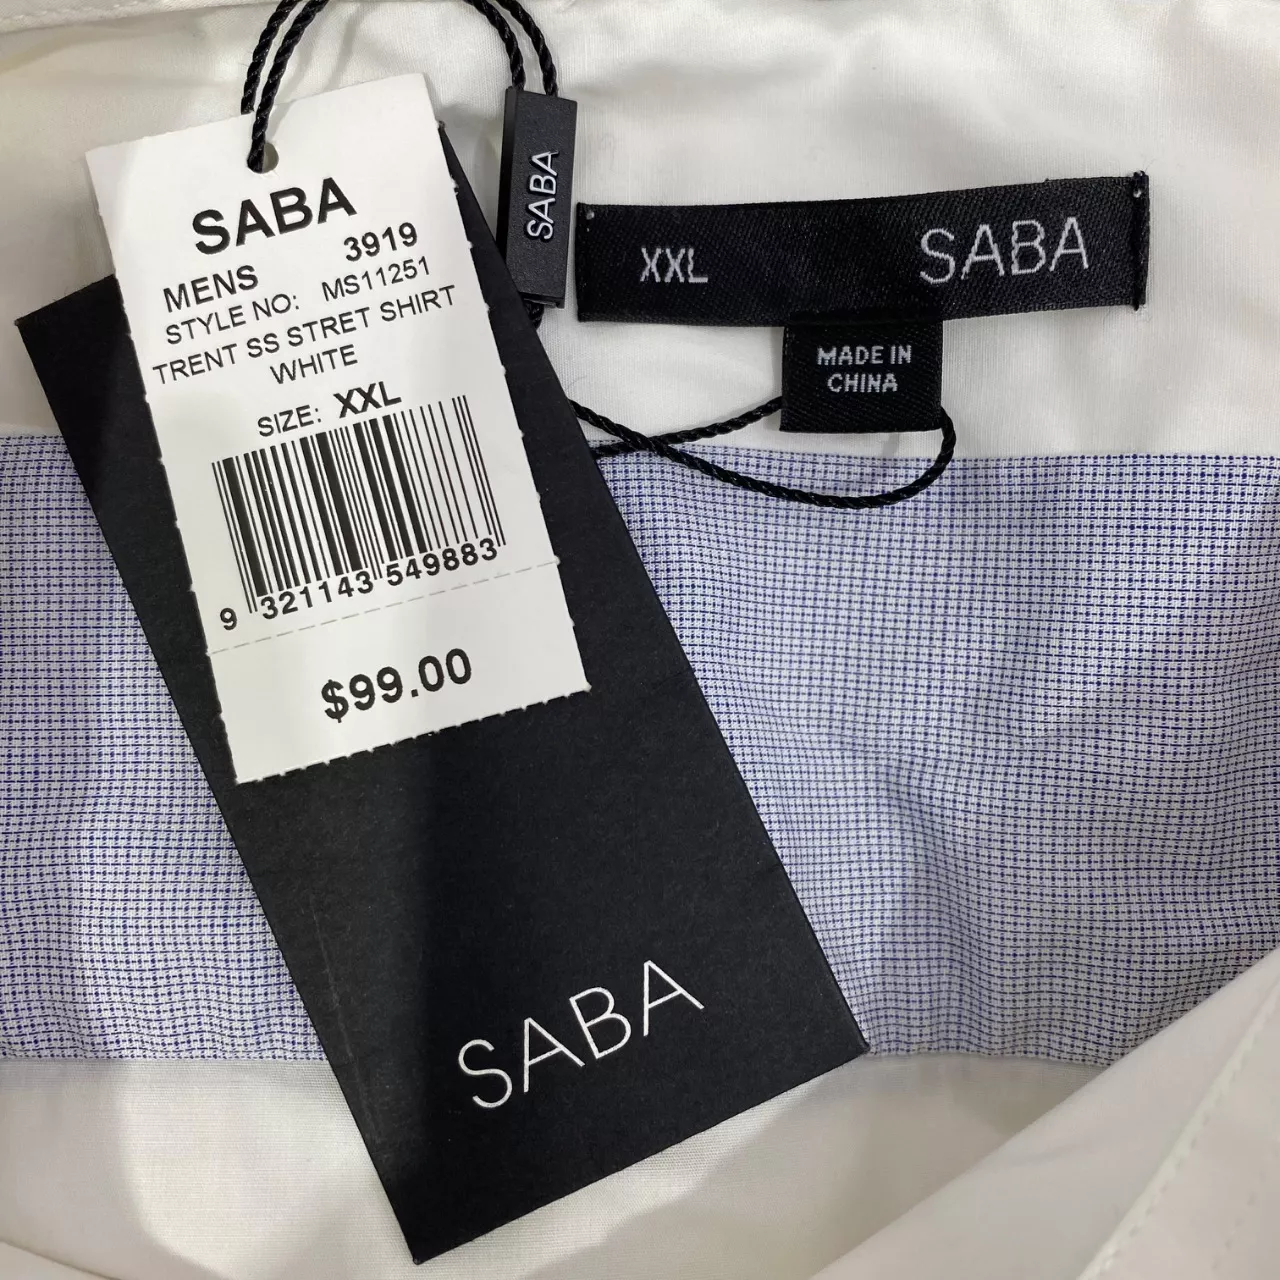 SABA
MENS 3919
STYLE NO: MS11251
TRENT SS STRET SHIRT
WHITE
SIZE: XXL
9 321143 549883
$99.00
SABA
XXL SABA
MADE IN
CHINA
SABA